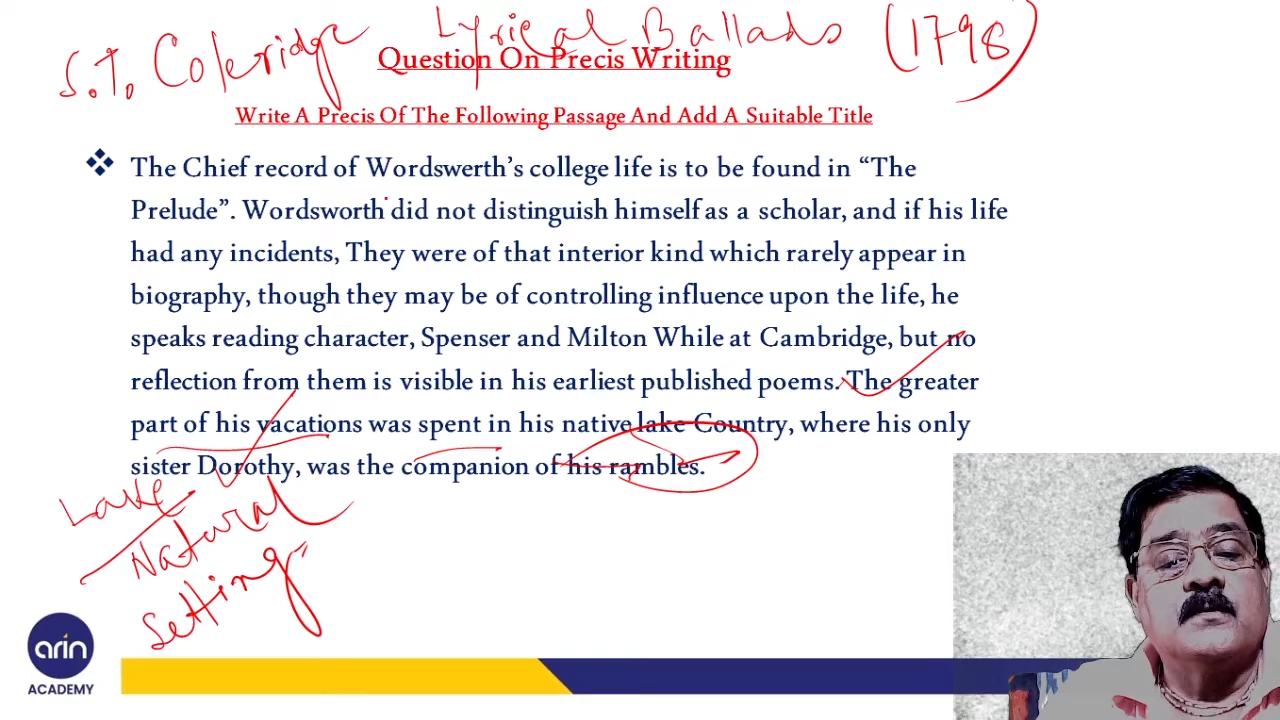 S.T. Coleridge Lyrical Ballads (1798)
Question On Precis Writing
Write A Precis Of The Following Passage And Add A Suitable Title
❖ The Chief record of Wordswerth's college life is to be found in “The
Prelude”. Wordsworth did not distinguish himself as a scholar, and if his life
had any incidents, They were of that interior kind which rarely appear in
biography, though they may be of controlling influence upon the life, he
speaks reading character, Spenser and Milton While at Cambridge, but no
reflection from them is visible in his earliest published poems. The greater
part of his vacations was spent in his native lake Country, where his only
sister Dorothy, was the companion of his rambles.
Lake
Natural
Setting
arin
ACADEMY